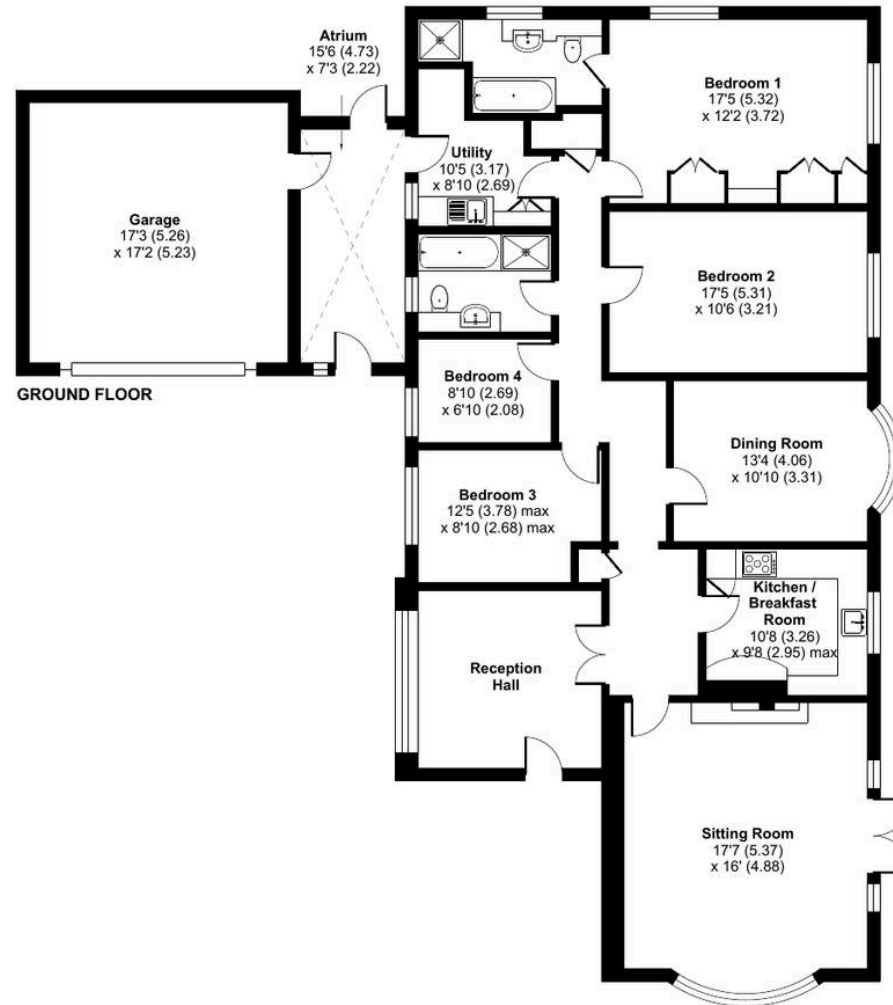 Atrium
15'6 (4.73)
x 7'3 (2.22)
Bedroom 1
17'5 (5.32)
x 12'2 (3.72)
Utility
10'5 (3.17)
x 8'10 (2.69)
Garage
17'3 (5.26)
x 17'2 (5.23)
Bedroom 2
17'5 (5.31)
x 10'6 (3.21)
GROUND FLOOR
Bedroom 4
8'10 (2.69)
x 6'10 (2.08)
Dining Room
13'4 (4.06)
x 10'10 (3.31)
Bedroom 3
12'5 (3.78) max
x 8'10 (2.68) max
Kitchen /
Breakfast
Room
10'8 (3.26)
x 9'8 (2.95) max
Reception
Hall
Sitting Room
17'7 (5.37)
x 16' (4.88)